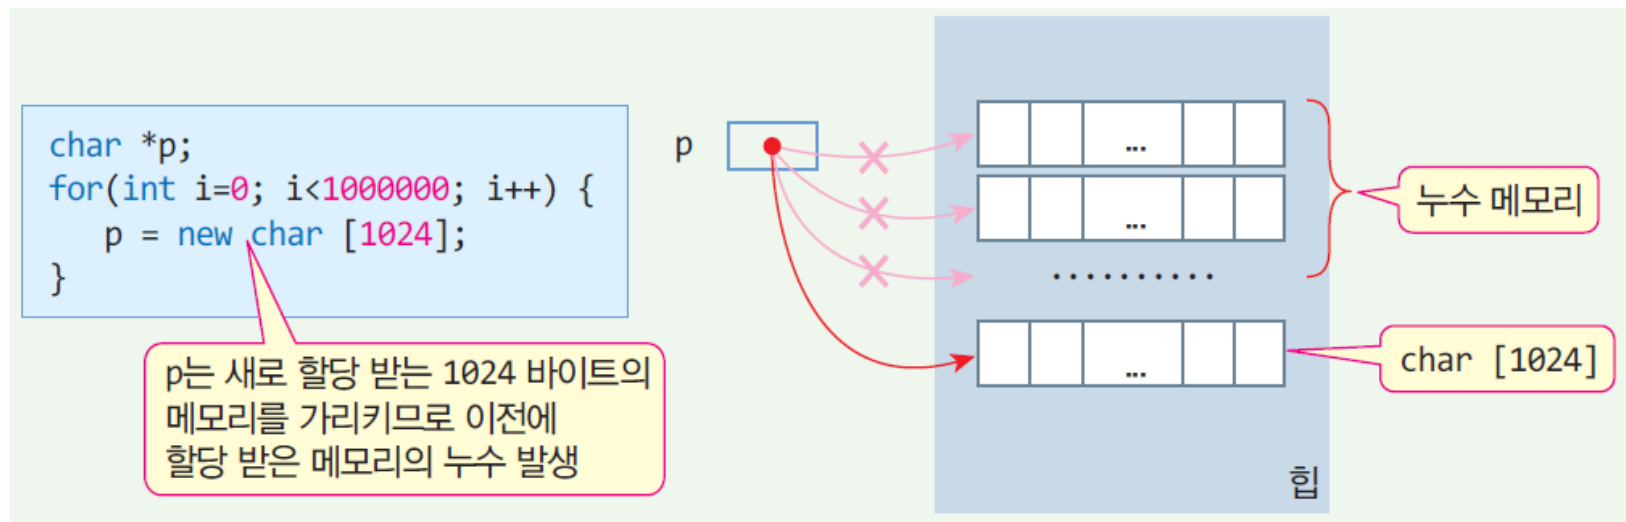 char *p;
for(int i=0; i<1000000; i++) {
p = new char [1024];
}
p는 새로 할당 받는 1024 바이트의
메모리를 가리키므로 이전에
할당 받은 메모리의 누수 발생
p
...
...
..........
...
누수 메모리
char [1024]
힙